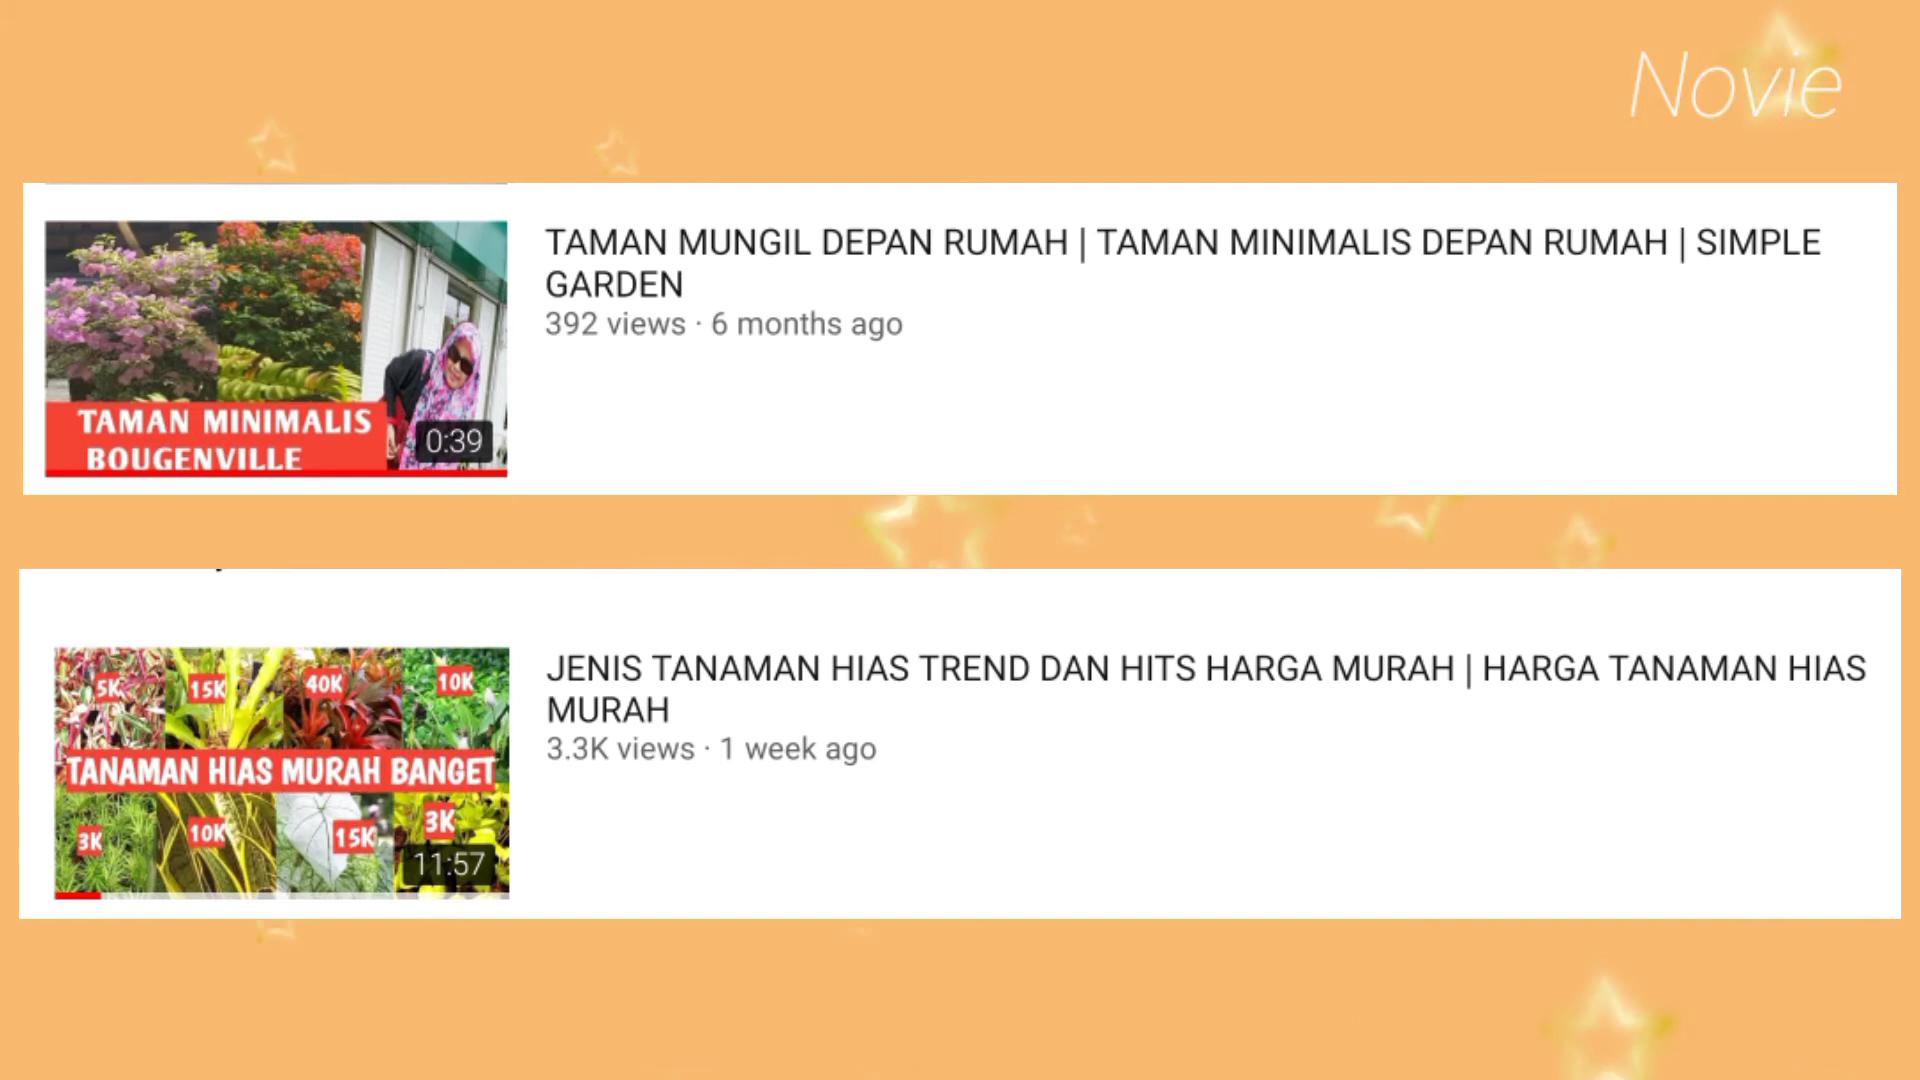 Novie
TAMAN MUNGIL DEPAN RUMAH | TAMAN MINIMALIS DEPAN RUMAH | SIMPLE
GARDEN
392 views · 6 months ago
TAMAN MINIMALIS
BOUGENVILLE
0:39
JENIS TANAMAN HIAS TREND DAN HITS HARGA MURAH | HARGA TANAMAN HIAS
MURAH
3.3K views · 1 week ago
5K 15K 40K 10K
TANAMAN HIAS MURAH BANGET
3K 10K 15K 3K
11:57